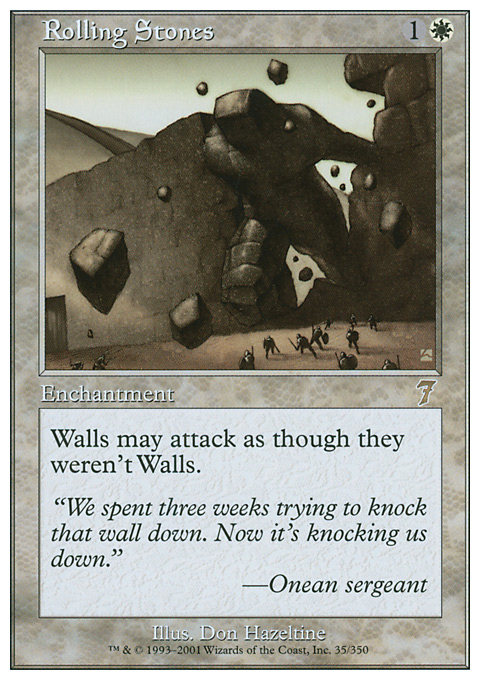 Rolling Stones 1
Enchantment
Walls may attack as though they
weren't Walls.
“We spent three weeks trying to knock
that wall down. Now it's knocking us
down.”
—Onean sergeant
Illus. Don Hazeltine
™ & © 1993–2001 Wizards of the Coast, Inc. 35/350